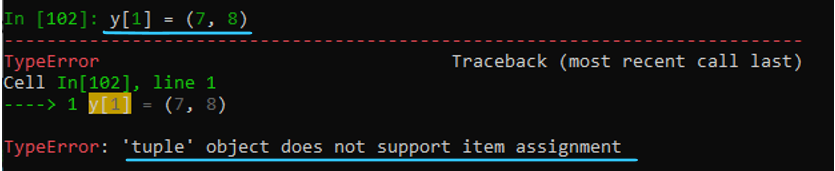 In [102]: y[1] = (7, 8)
---------------------------------------------------------------------------
TypeError                                 Traceback (most recent call last)
Cell In[102], line 1
----> 1 y[1] = (7, 8)
TypeError: 'tuple' object does not support item assignment